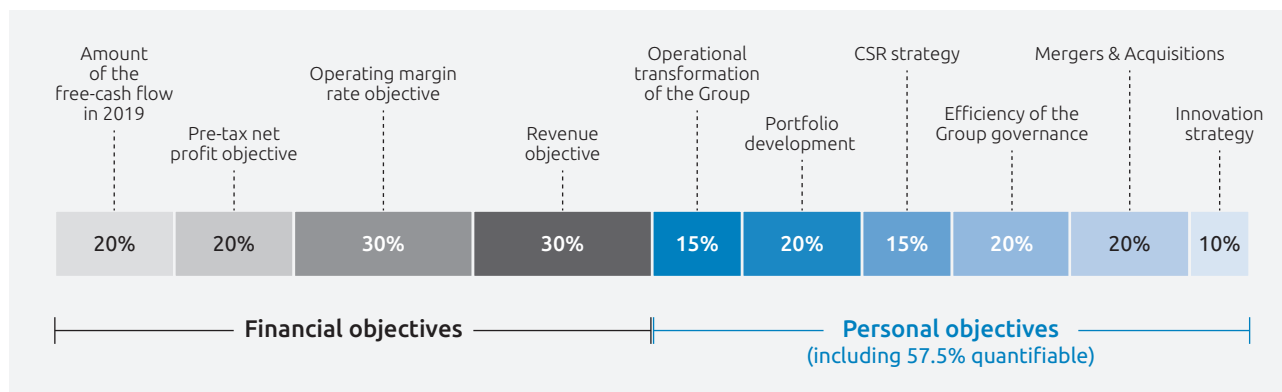 Amount
of the
free-cash flow
in 2019
Pre-tax net
profit objective
Operating margin
rate objective
Revenue
objective
Operational
transformation
of the Group
Portfolio
development
CSR strategy
Efficiency of the
Group governance
Mergers & Acquisitions
Innovation
strategy
20%
20%
30%
30%
15%
20%
15%
20%
20%
10%
Financial objectives
Personal objectives
(including 57.5% quantifiable)